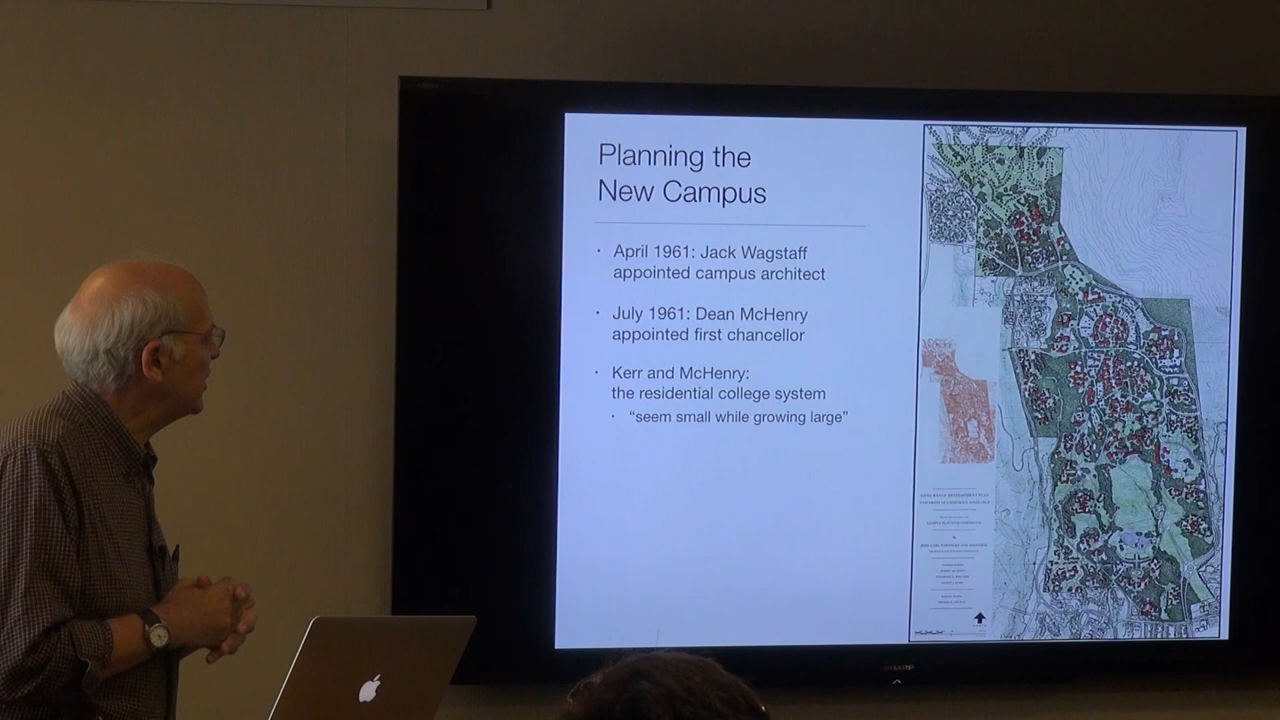 Planning the
New Campus
· April 1961: Jack Wagstaff
appointed campus architect
· July 1961: Dean McHenry
appointed first chancellor
· Kerr and McHenry:
the residential college system
· “seem small while growing large”
SHARP